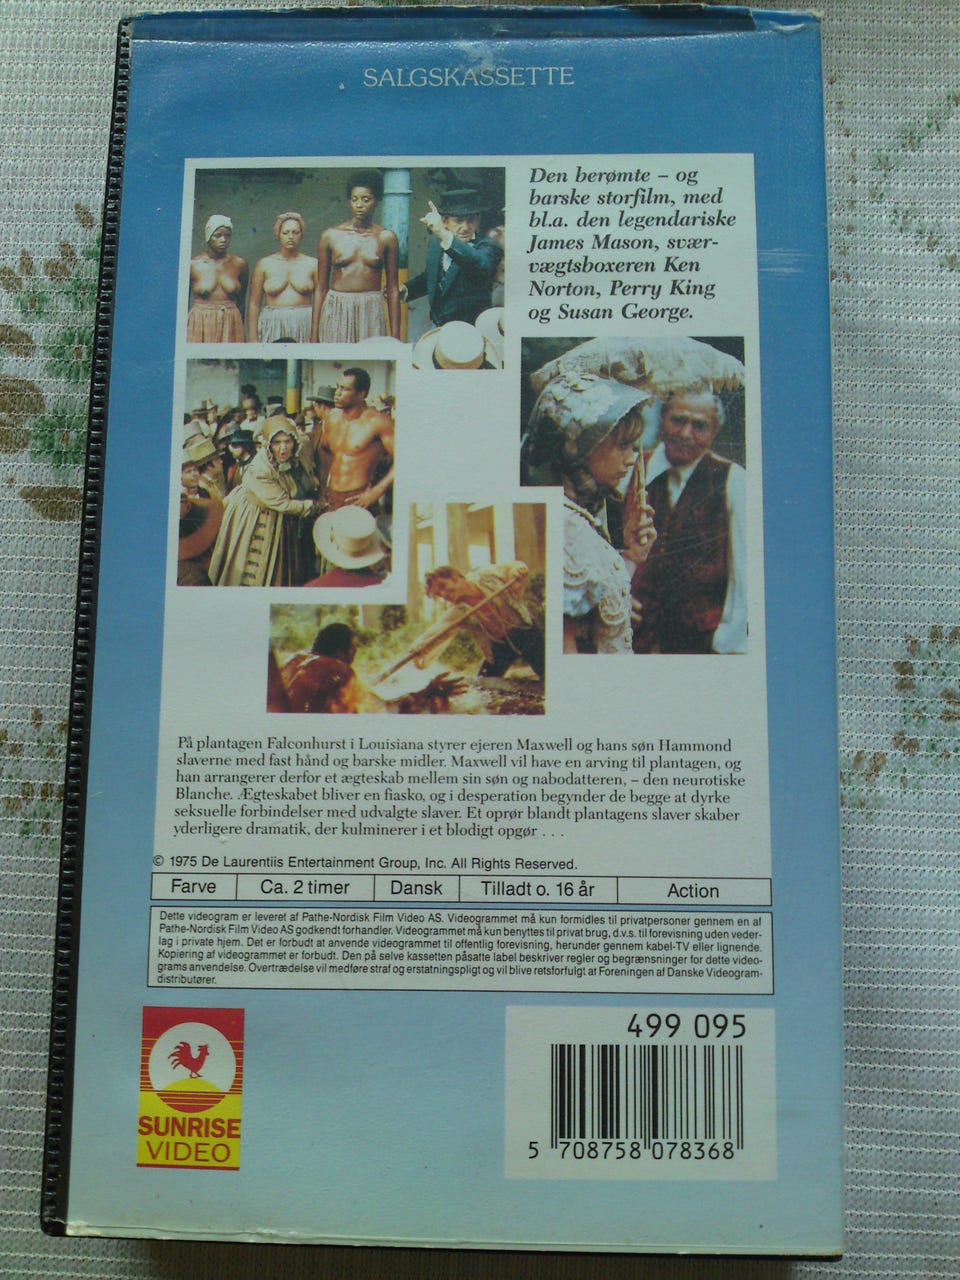 SALGSKASSETTE
Den berømte – og
barske storfilm, med
bl.a. den legendariske
James Mason, svær-
vægtsboxeren Ken
Norton, Perry King
og Susan George.
På plantagen Falconhurst i Louisiana styrer ejeren Maxwell og hans søn Hammond
slaverne med fast hånd og barske midler. Maxwell vil have en arving til plantagen, og
han arrangerer derfor et ægteskab mellem sin søn og nabodatteren, – den neurotiske
Blanche. Ægteskabet bliver en fiasko, og i desperation begynder de begge at dyrke
seksuelle forbindelser med udvalgte slaver. Et oprør blandt plantagens slaver skaber
yderligere dramatik, der kulminerer i et blodigt opgør . . .
© 1975 De Laurentiis Entertainment Group, Inc. All Rights Reserved.
Farve Ca. 2 timer Dansk Tilladt o. 16 år Action
Dette videogram er leveret af Pathe-Nordisk Film Video AS. Videogrammet må kun formidles til privatpersoner gennem en af
Pathe-Nordisk Film Video AS godkendt forhandler. Videogrammet må kun benyttes til privat brug, d.v.s. til forevisning uden veder-
lag i private hjem. Det er forbudt at anvende videogrammet til offentlig forevisning, herunder gennem kabel-TV eller lignende.
Kopiering af videogrammet er forbudt. Den på selve kassetten påsatte label beskriver regler og begrænsninger for dette video-
grams anvendelse. Overtrædelse vil medføre straf og erstatningspligt og vil blive retsforfulgt af Foreningen af Danske Videogram-
distributører.
499 095
SUNRISE
VIDEO
5 708758 078368